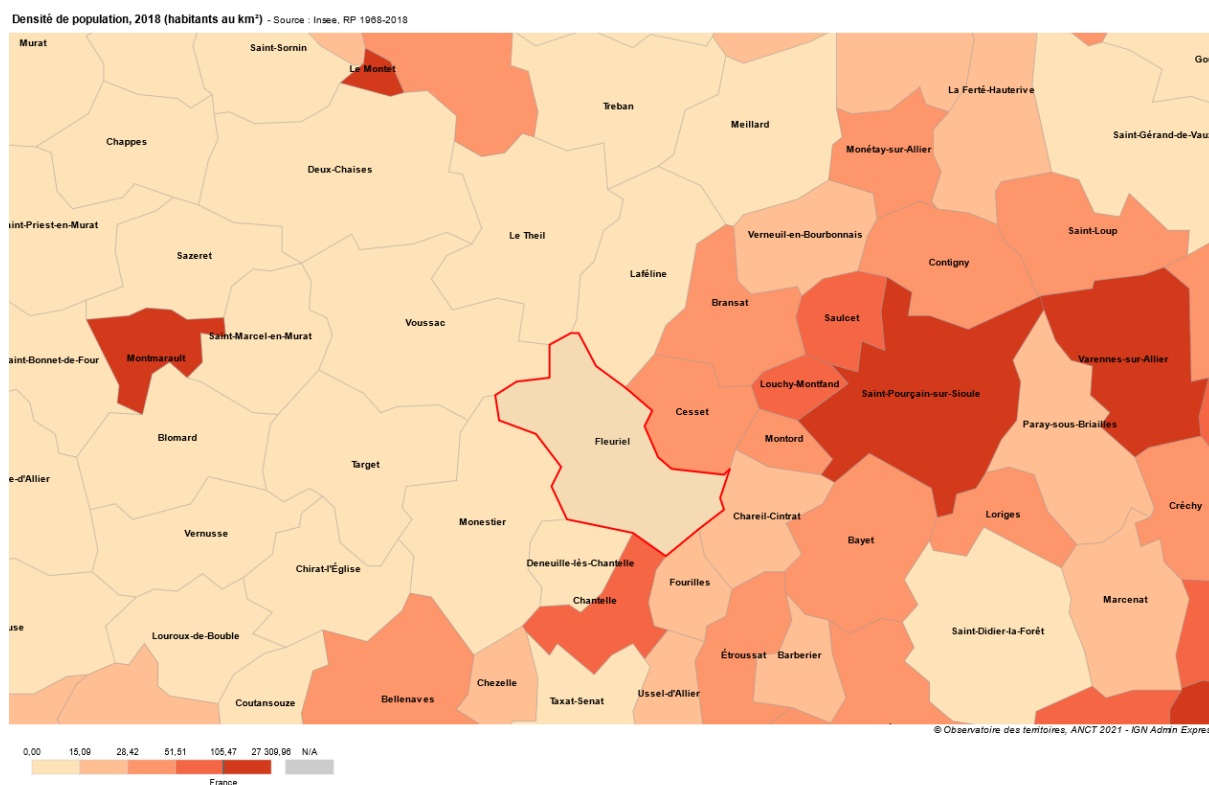 Densité de population, 2018 (habitants au km²) - Source : Insee, RP 1968-2018
Murat
Saint-Sornin
Le Montet
Go
La Ferté-Hauterive
Treban
Meillard
Saint-Gérand-de-Vau
Chappes
Monétay-sur-Allier
Deux-Chaises
aint-Priest-en-Murat
Saint-Loup
Le Theil
Verneuil-en-Bourbonnais
Sazeret
Contigny
Laféline
Bransat
Saulcet
Voussac
Saint-Marcel-en-Murat
Montmarault
aint-Bonnet-de-Four
Varennes-sur-Allier
Louchy-Montfand
Saint-Pourçain-sur-Sioule
Cesset
Paray-sous-Briailles
Blomard
Montord
Fleuriel
Target
e-d'Allier
Créchy
Chareil-Cintrat
Loriges
Monestier
Vernusse
Bayet
Deneuille-lès-Chantelle
Chirat-l'Église
Fourilles
Chantelle
Marcenat
use
Louroux-de-Bouble
Saint-Didier-la-Forêt
Étroussat
Barberier
Chezelle
Ussel-d'Allier
Bellenaves
Taxat-Senat
Coutansouze
© Observatoire des territoires, ANCT 2021 - IGN Admin Expres
0,00 15,09 28,42 51,51 105,47 27 309,96 N/A
France